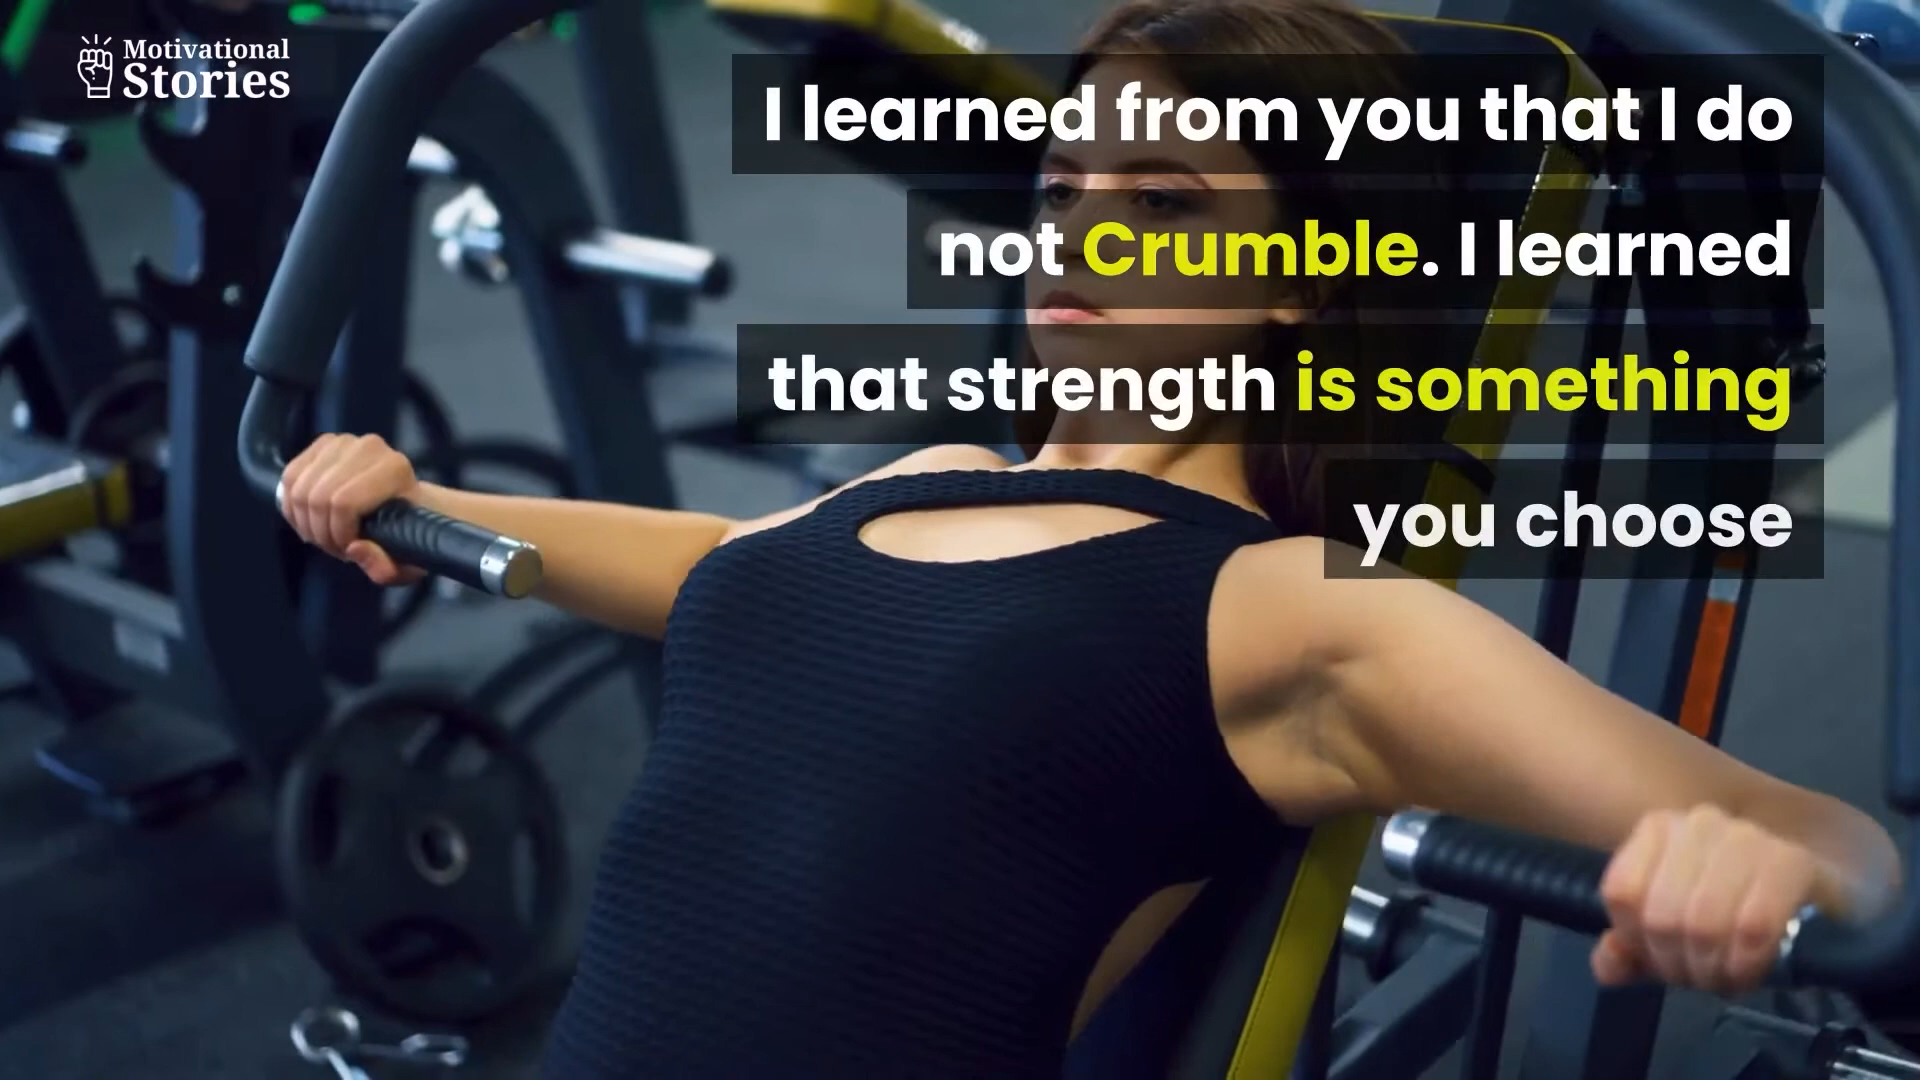 Motivational
Stories
I learned from you that I do
not Crumble. I learned
that strength is something
you choose